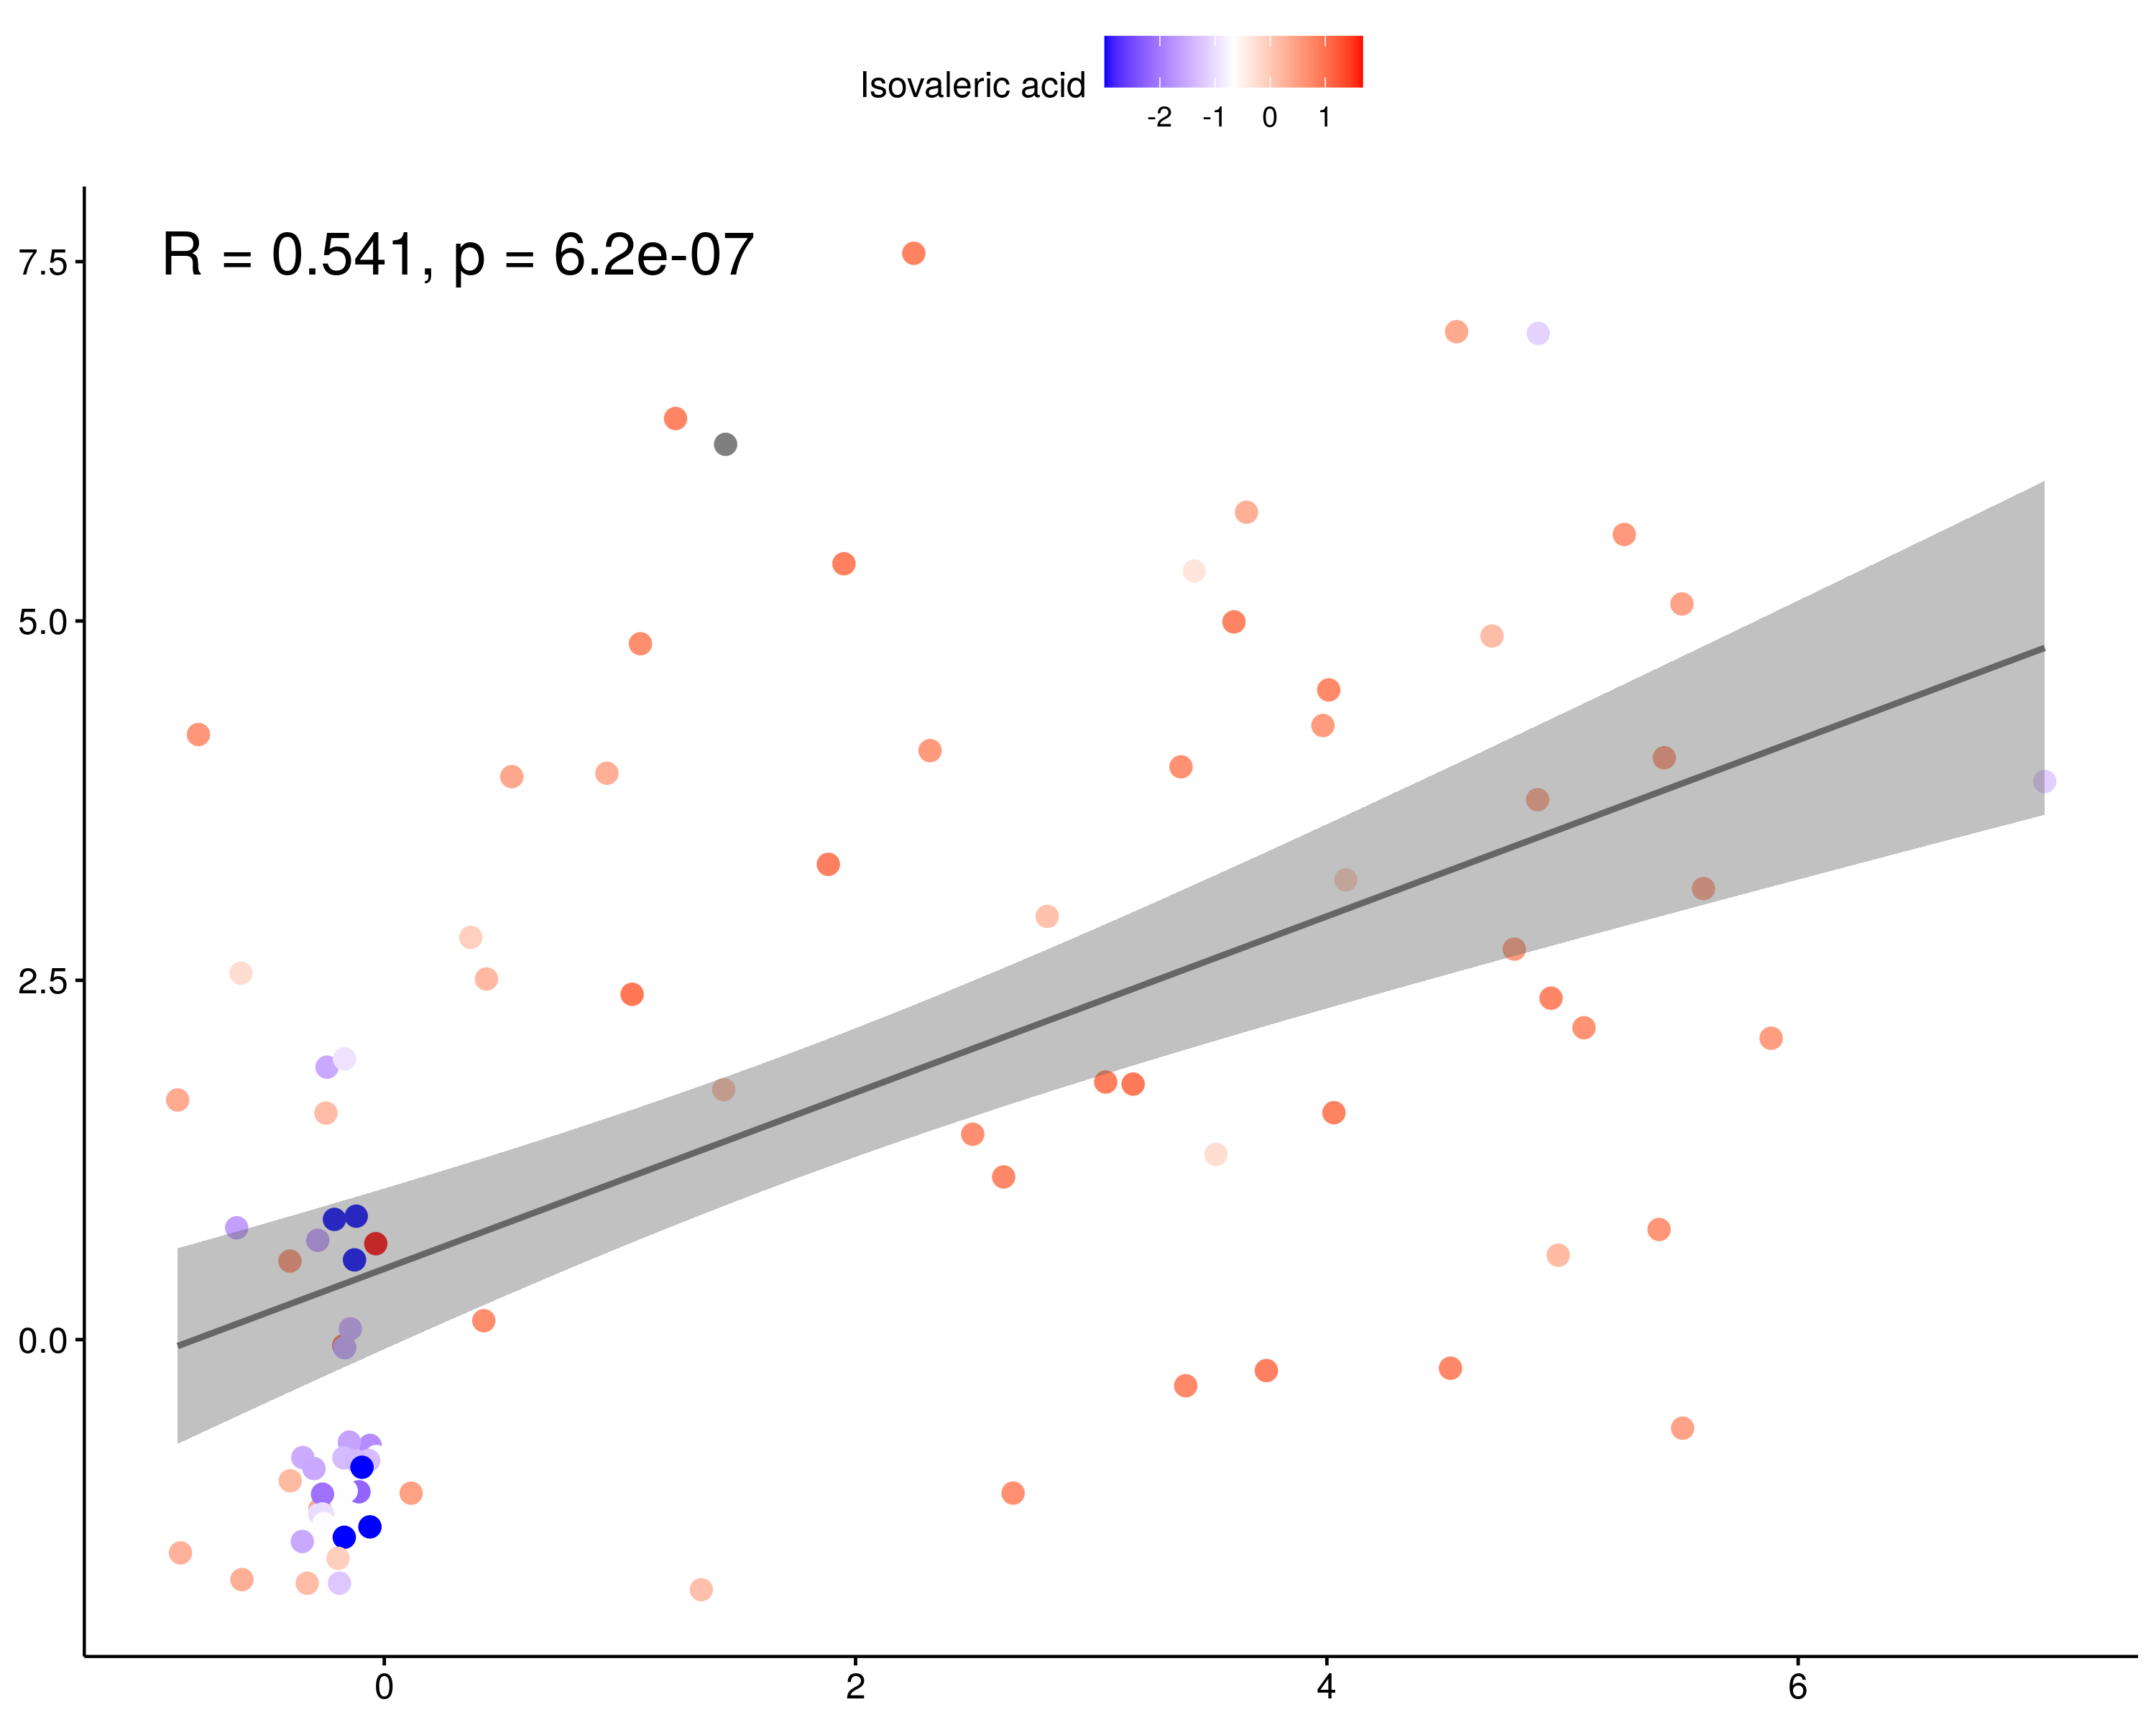 Isovaleric acid
-2 -1 0 1
R = 0.541, p = 6.2e-07
7.5
5.0
2.5
0.0
0 2 4 6